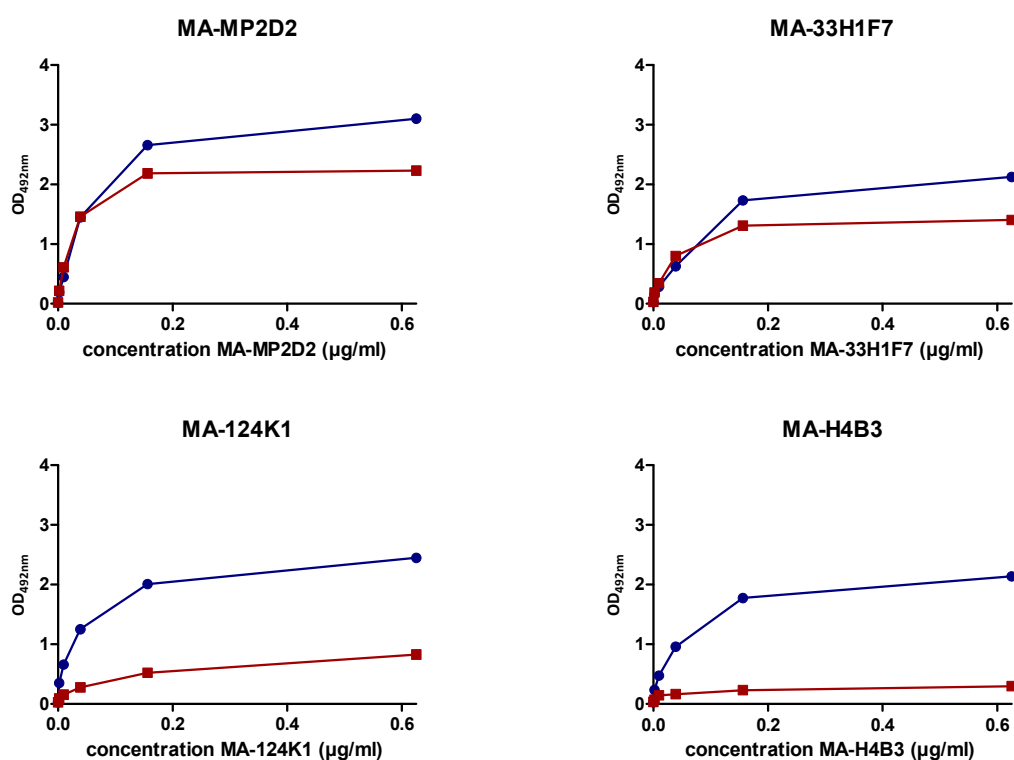 MA-MP2D2
4
3
2
1
0
OD492nm
0.0 0.2 0.4 0.6
concentration MA-MP2D2 (µg/ml)
MA-33H1F7
4
3
2
1
0
OD492nm
0.0 0.2 0.4 0.6
concentration MA-33H1F7 (µg/ml)
MA-124K1
4
3
2
1
0
OD492nm
0.0 0.2 0.4 0.6
concentration MA-124K1 (µg/ml)
MA-H4B3
4
3
2
1
0
OD492nm
0.0 0.2 0.4 0.6
concentration MA-H4B3 (µg/ml)